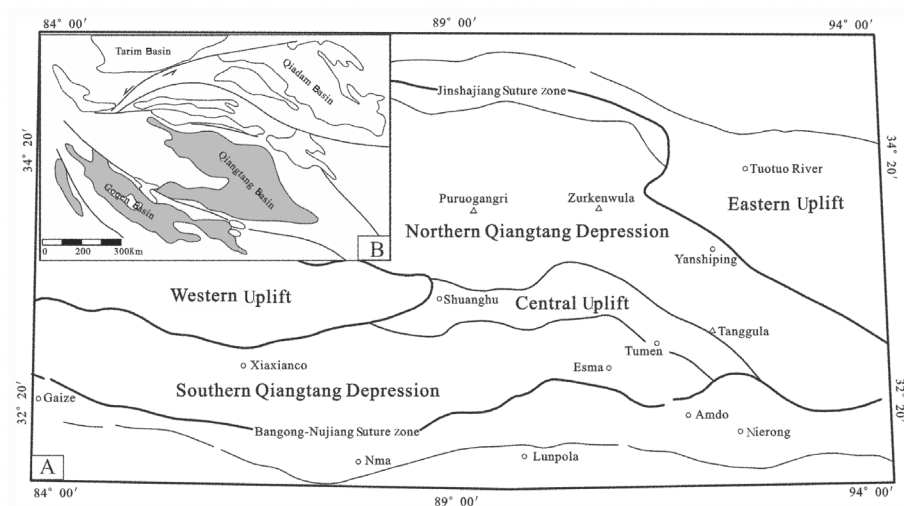 84° 00′
89° 00′
94° 00′
Tarim Basin
Qiadam Basin
Qiangtang Basin
Basin
0 200 300Km
B
Jinshajiang Suture zone
34° 20′
34° 20′
Tuotuo River
Puruogangri
Zurkenwula
Eastern Uplift
Northern Qiangtang Depression
Yanshiping
Western Uplift
Shuanghu
Central Uplift
Tanggula
Tumen
Xiaxianco
Esma
Southern Qiangtang Depression
32° 20′
32° 20′
Gaize
Amdo
Bangong-Nujiang Suture zone
Nierong
Nma
Lunpola
A
84° 00′
89° 00′
94° 00′